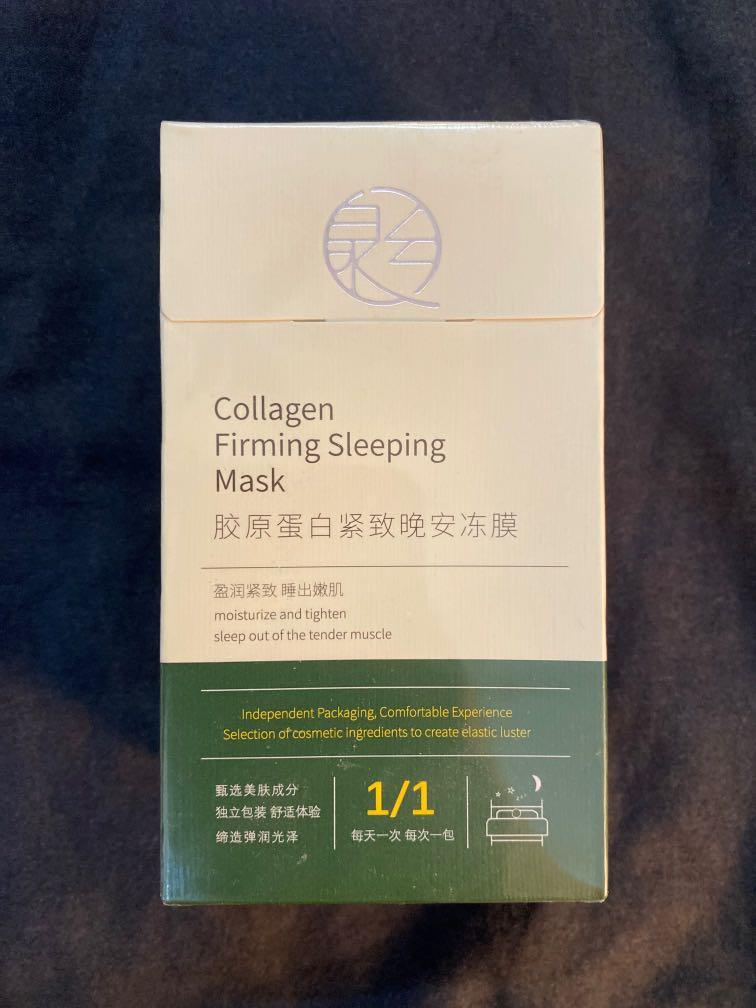 Collagen
Firming Sleeping
Mask
胶原蛋白紧致晚安冻膜
盈润紧致 睡出嫩肌
moisturize and tighten
sleep out of the tender muscle
Independent Packaging, Comfortable Experience
Selection of cosmetic ingredients to create elastic luster
甄选美肤成分
独立包装 舒适体验
缔造弹润光泽
1/1
每天一次 每次一包